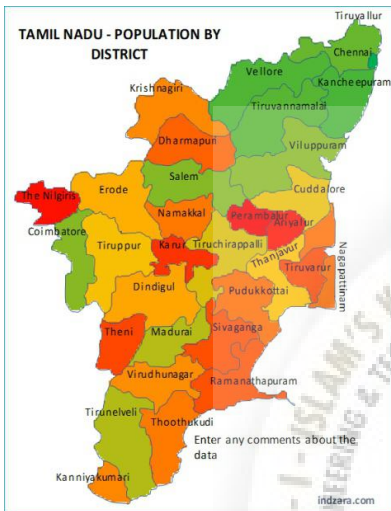 TAMIL NADU - POPULATION BY
DISTRICT
Tiruvallur
Chennai
Vellore
Kancheepuram
Krishnagiri
Tiruvannamalai
Dharmapuri
Viluppuram
Salem
Erode
Cuddalore
The Nilgiris
Namakkal
Perambalur
Ariyalur
Coimbatore
Tiruppur
Karur
Tiruchirappalli
Thanjavur
Nagapattinam
Tiruvarur
Dindigul
Pudukkottai
Theni
Madurai
Sivaganga
Virudhunagar
Ramanathapuram
Tirunelveli
Thoothukudi
Enter any comments about the
data
Kanniyakumari
indzara.com